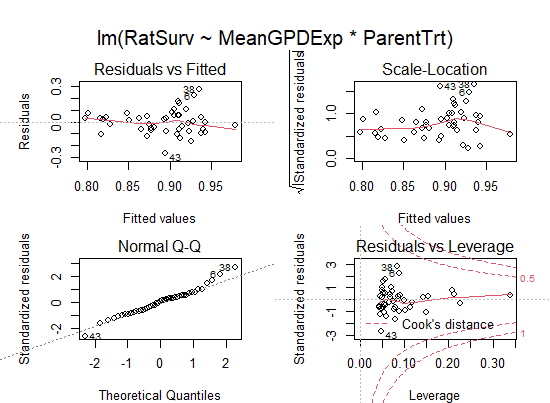 lm(RatSurv ~ MeanGPDExp * ParentTrt)
Residuals vs Fitted
Residuals
-0.3 0.0 0.3
38
6
43
0.80 0.85 0.90 0.95
Fitted values
Scale-Location
√|Standardized residuals|
0.0 1.0
43 38
6
0.80 0.85 0.90 0.95
Fitted values
Normal Q-Q
Standardized residuals
-2 0 2
38
6
43
-2 -1 0 1 2
Theoretical Quantiles
Residuals vs Leverage
Standardized residuals
-3 -1 1 3
38
6
43
0.5
1
Cook's distance
0.00 0.10 0.20 0.30
Leverage